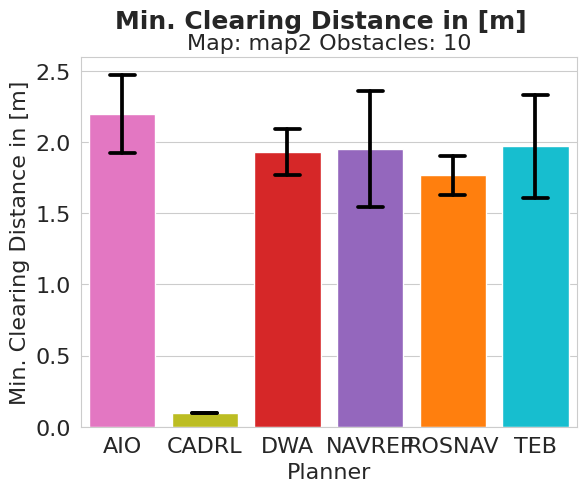 Min. Clearing Distance in [m]
Map: map2 Obstacles: 10
Min. Clearing Distance in [m]
2.5
2.0
1.5
1.0
0.5
0.0
AIO CADRL DWA NAVREP ROSNAV TEB
Planner